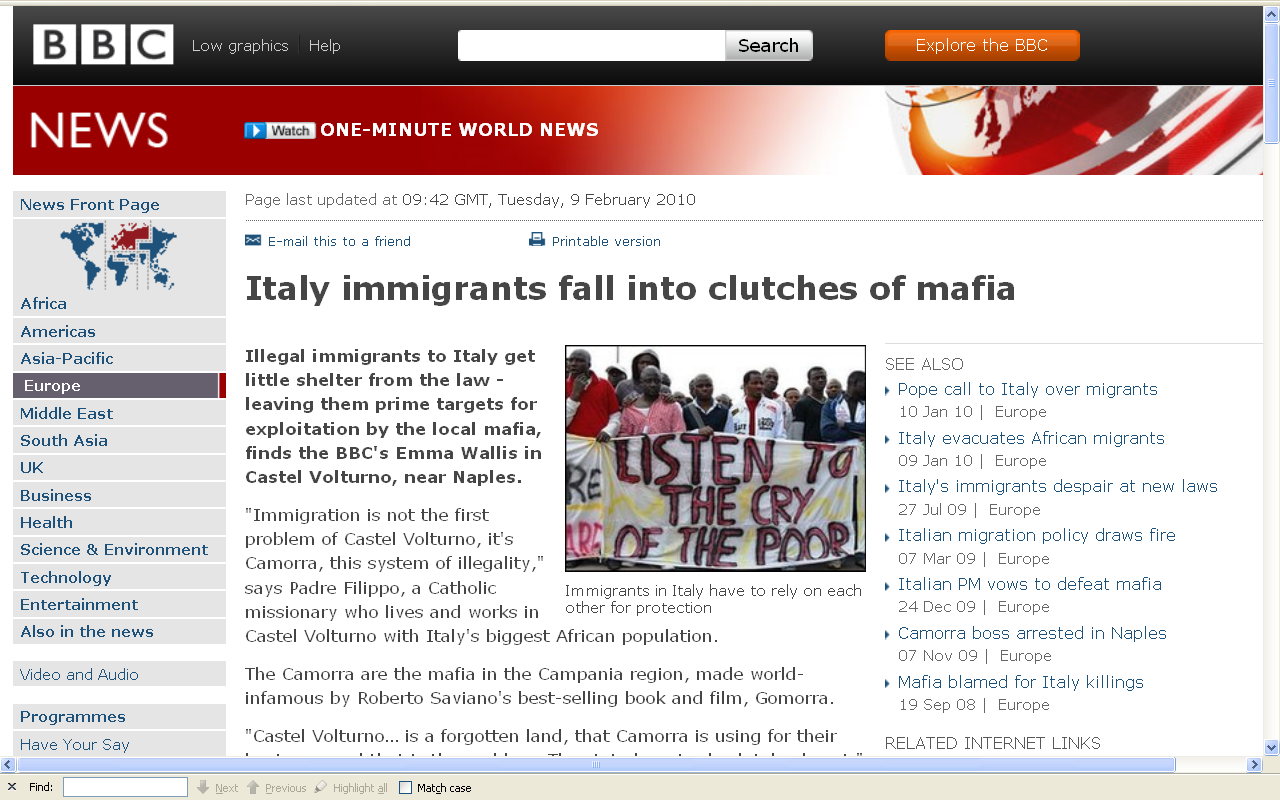 BBC
Low graphics
Help
Search
Explore the BBC
NEWS
Watch
ONE-MINUTE WORLD NEWS
News Front Page
Africa
Americas
Asia-Pacific
Europe
Middle East
South Asia
UK
Business
Health
Science & Environment
Technology
Entertainment
Also in the news
Video and Audio
Programmes
Have Your Say
Page last updated at 09:42 GMT, Tuesday, 9 February 2010
E-mail this to a friend
Printable version
Italy immigrants fall into clutches of mafia
Illegal immigrants to Italy get
little shelter from the law -
leaving them prime targets for
exploitation by the local mafia,
finds the BBC's Emma Wallis in
Castel Volturno, near Naples.
"Immigration is not the first
problem of Castel Volturno, it's
Camorra, this system of illegality,"
says Padre Filippo, a Catholic
missionary who lives and works in
Castel Volturno with Italy's biggest African population.
The Camorra are the mafia in the Campania region, made world-
infamous by Roberto Saviano's best-selling book and film, Gomorra.
"Castel Volturno... is a forgotten land, that Camorra is using for their
LISTEN TO
THE CRY
OF THE POOR
Immigrants in Italy have to rely on each
other for protection
SEE ALSO
Pope call to Italy over migrants
10 Jan 10 | Europe
Italy evacuates African migrants
09 Jan 10 | Europe
Italy's immigrants despair at new laws
27 Jul 09 | Europe
Italian migration policy draws fire
07 Mar 09 | Europe
Italian PM vows to defeat mafia
24 Dec 09 | Europe
Camorra boss arrested in Naples
07 Nov 09 | Europe
Mafia blamed for Italy killings
19 Sep 08 | Europe
RELATED INTERNET LINKS
Find:
Next
Previous
Highlight all
Match case